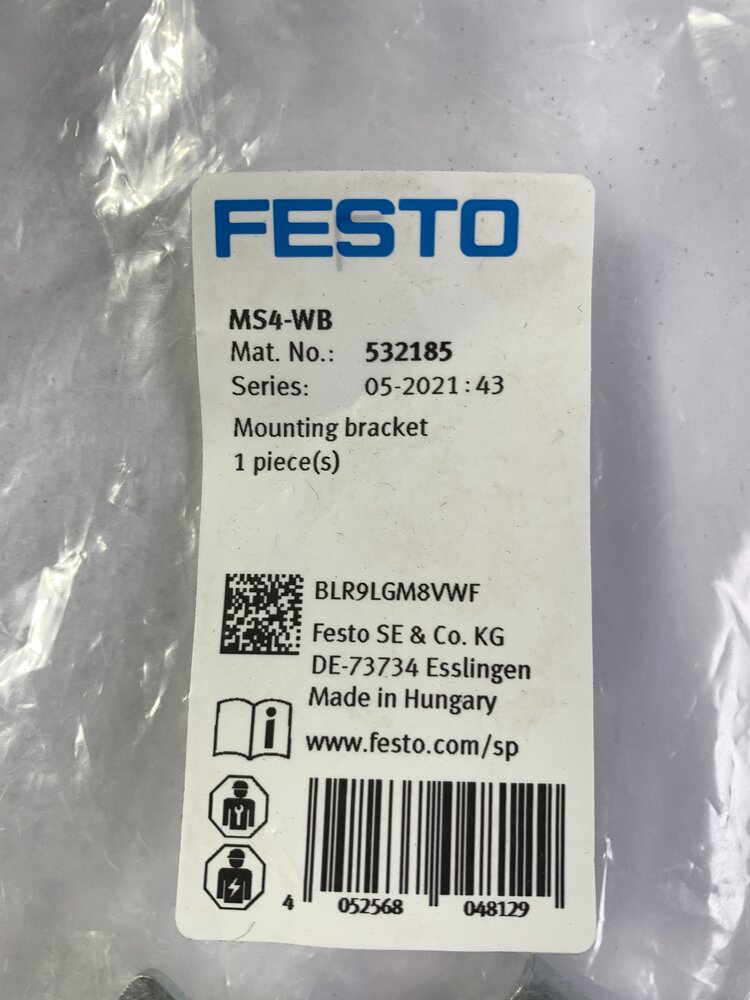 FESTO
MS4-WB
Mat. No.: 532185
Series: 05-2021:43
Mounting bracket
1 piece(s)
BLR9LGM8VWF
Festo SE & Co. KG
DE-73734 Esslingen
Made in Hungary
www.festo.com/sp
4 052568 048129